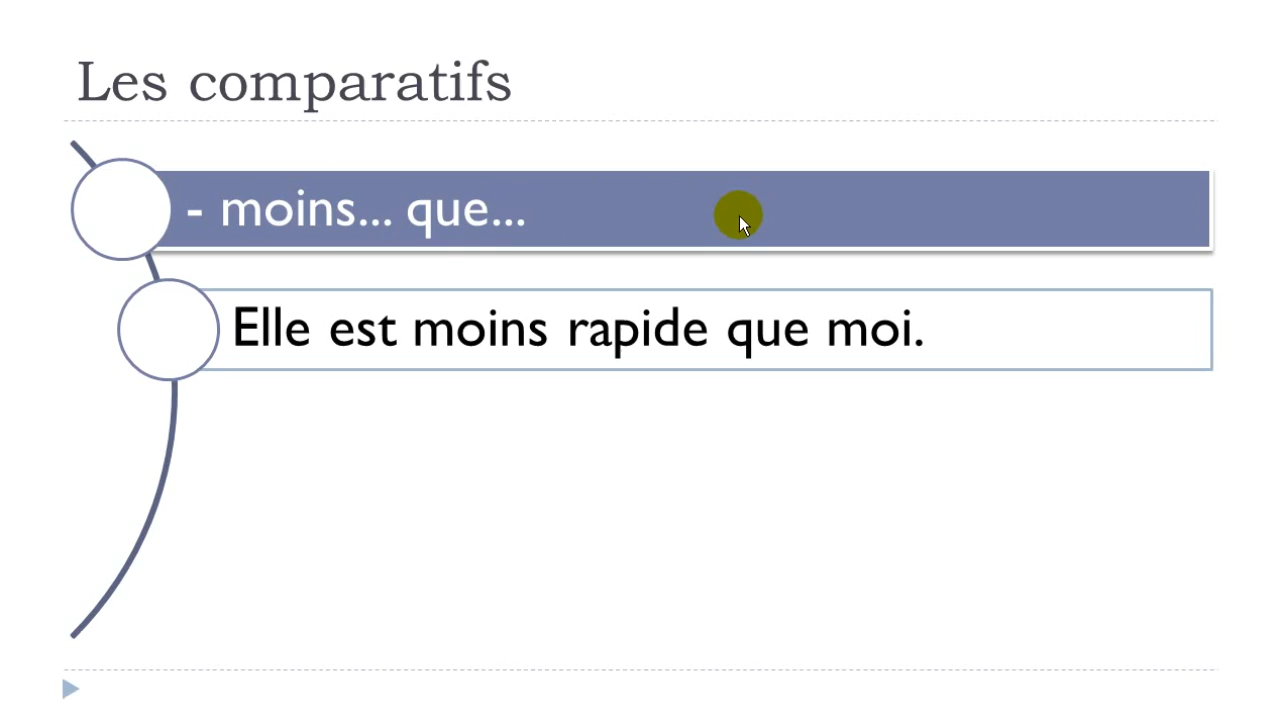 Les comparatifs
- moins... que...
Elle est moins rapide que moi.